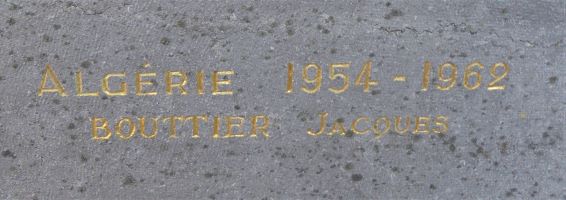 ALGÉRIE 1954 - 1962
BOUTTIER JACQUES